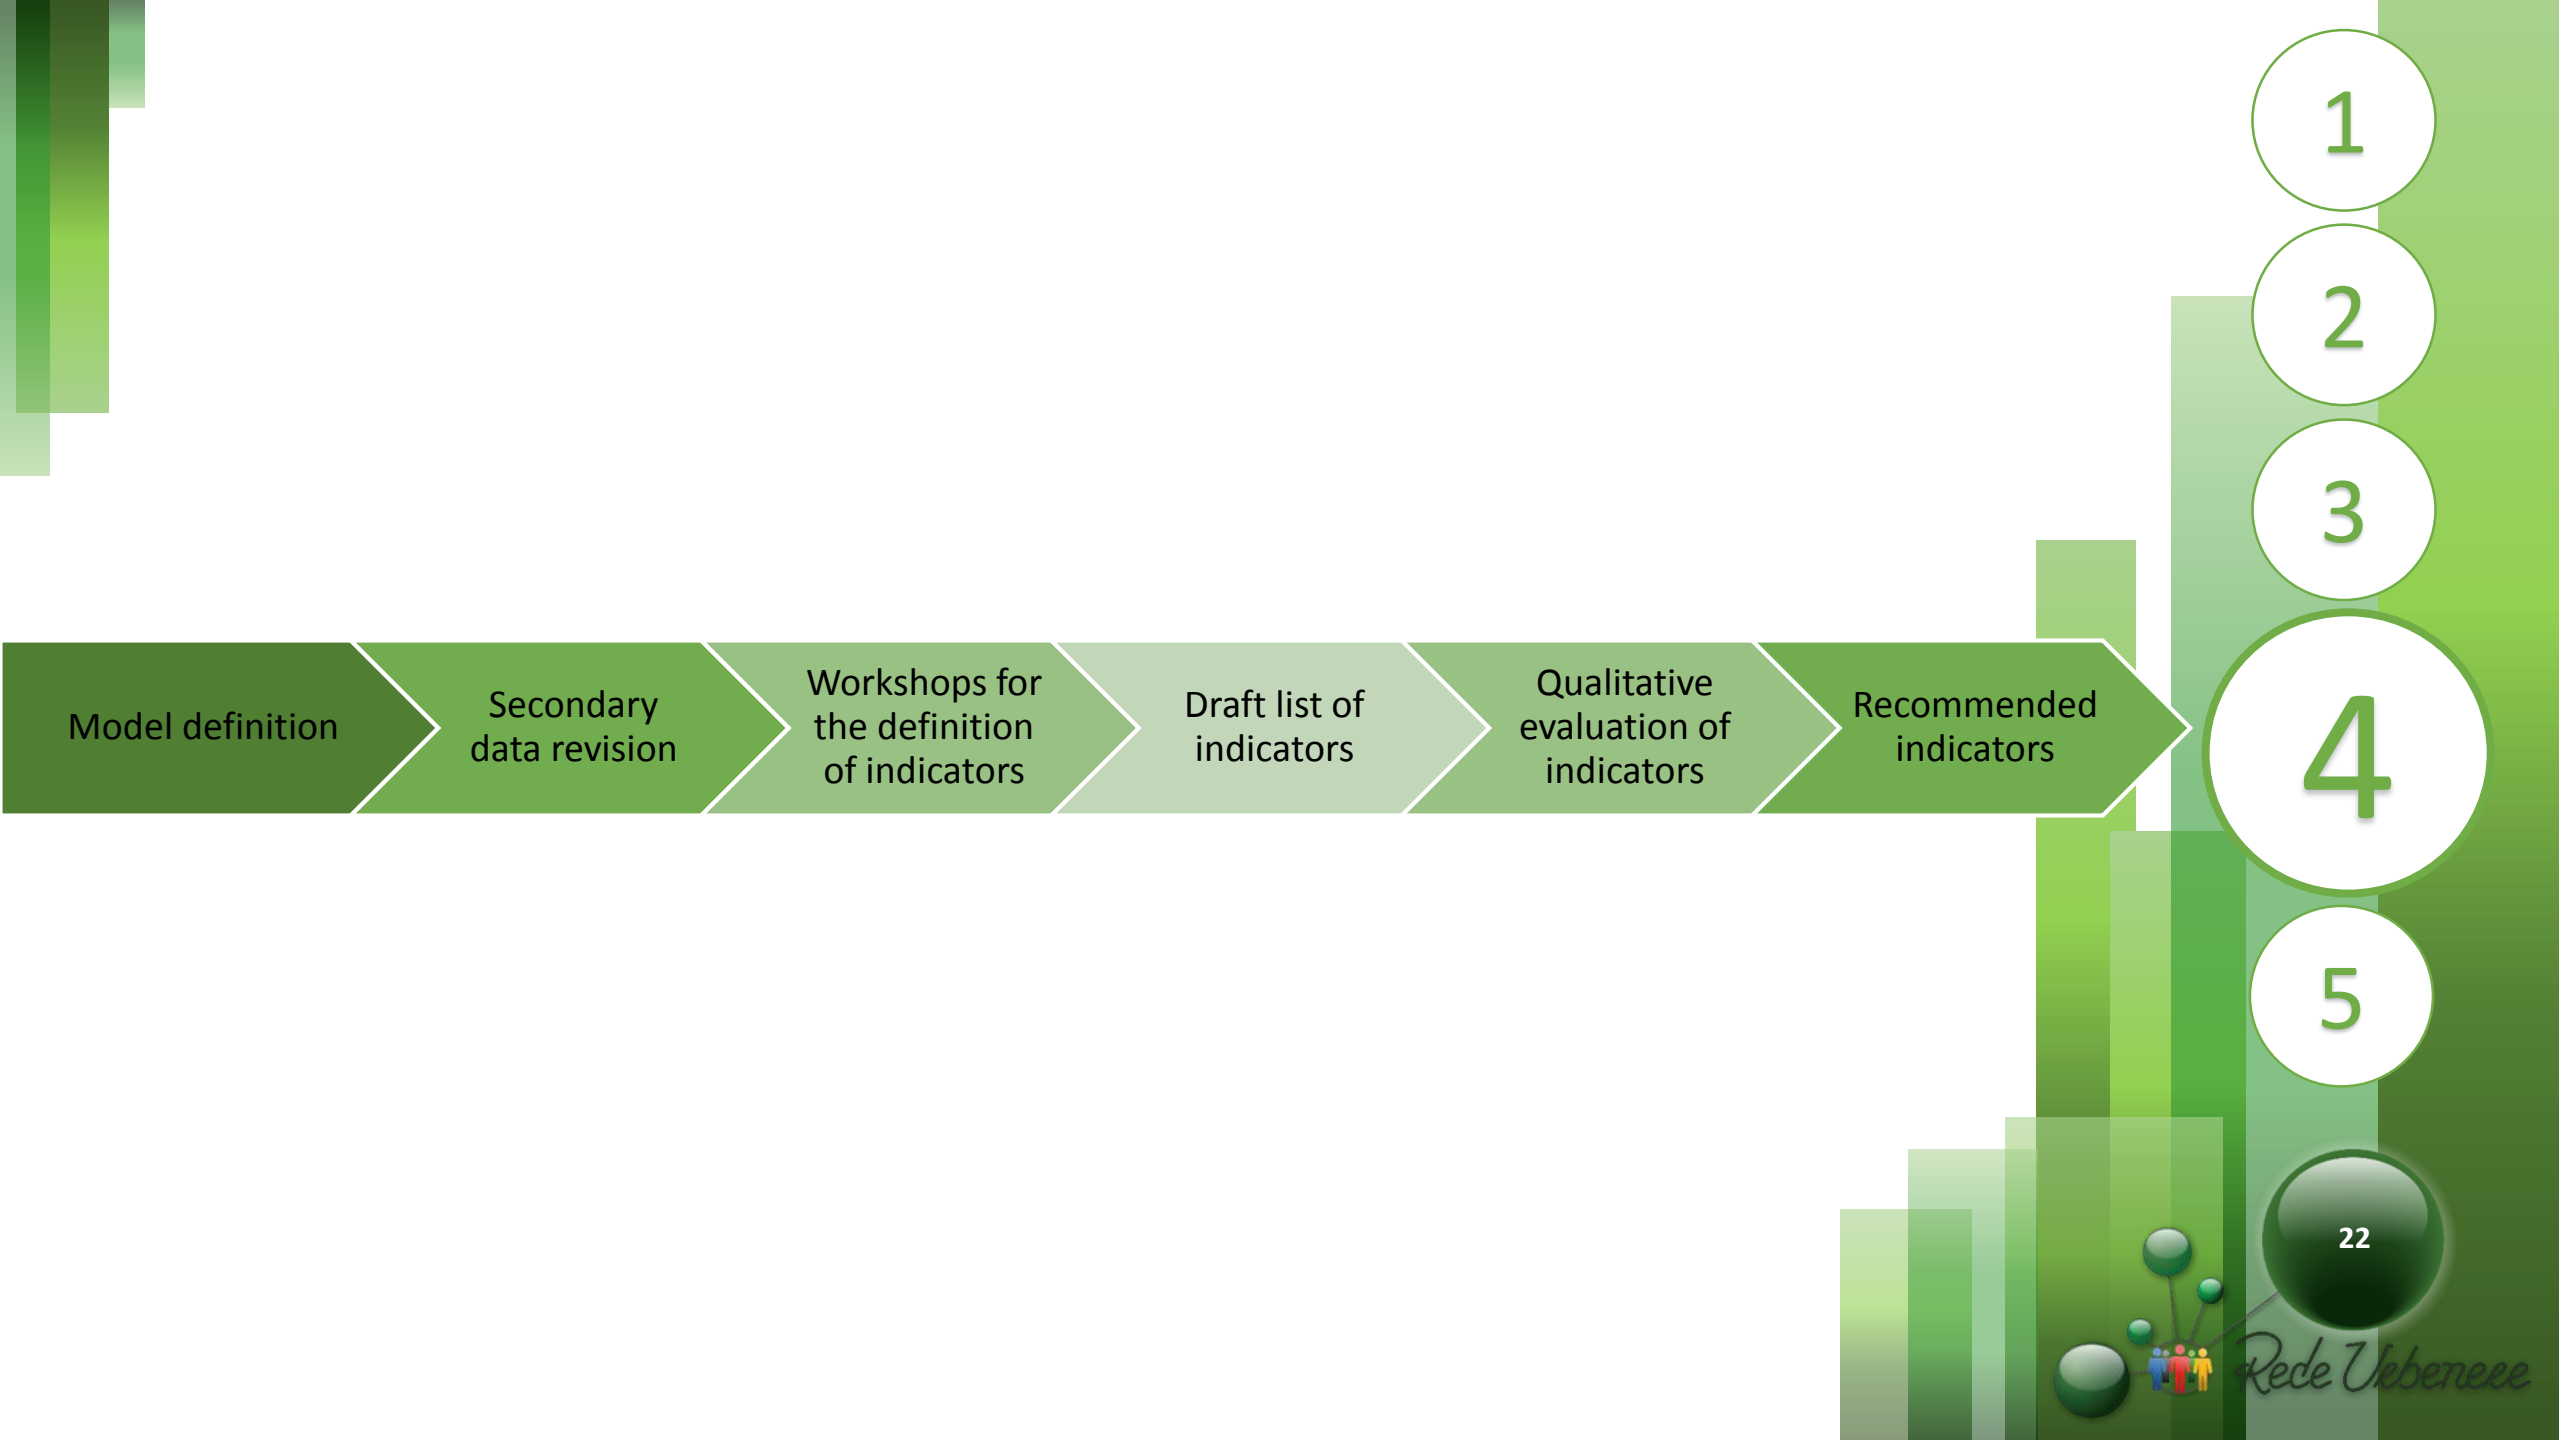 Model definition
Secondary
data revision
Workshops for
the definition
of indicators
Draft list of
indicators
Qualitative
evaluation of
indicators
Recommended
indicators
1
2
3
4
5
22
Rede Uebeneee